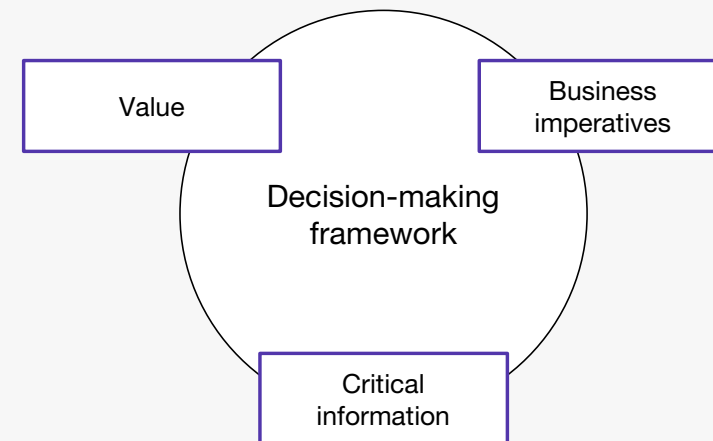 Value
Business
imperatives
Decision-making
framework
Critical
information